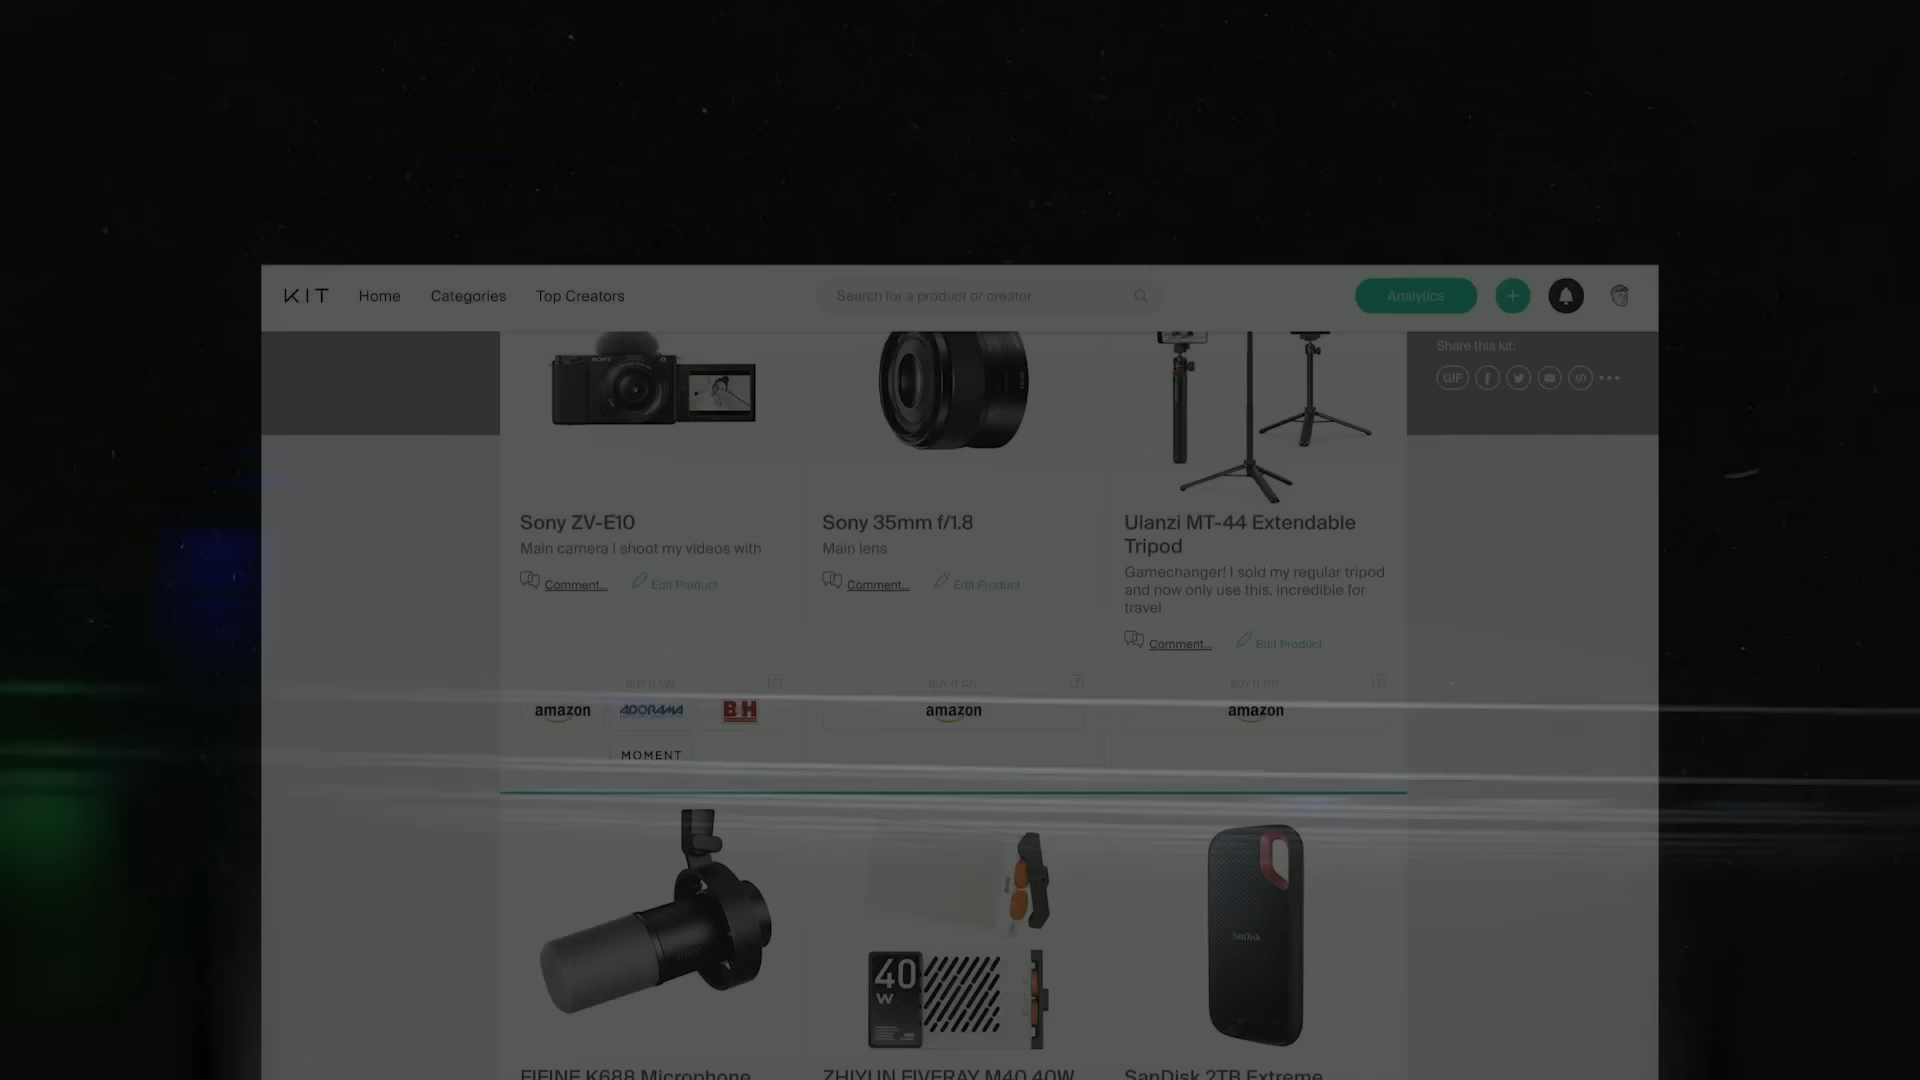 KIT Home Categories Top Creators Search for a product or creator Analytics
Share this kit:
GIF
SONY
Sony ZV-E10
Main camera I shoot my videos with
Comment... Edit Product
BUY IT ON:
amazon ADORAMA B H
MOMENT
Sony 35mm f/1.8
Main lens
Comment... Edit Product
BUY IT ON:
amazon
Ulanzi MT-44 Extendable
Tripod
Gamechanger! I sold my regular tripod
and now only use this, incredible for
travel
Comment... Edit Product
BUY IT ON:
amazon
40
W
SanDisk
FIFINE K688 Microphone
ZHIYUN FIVERAY M40 40W
SanDisk 2TB Extreme